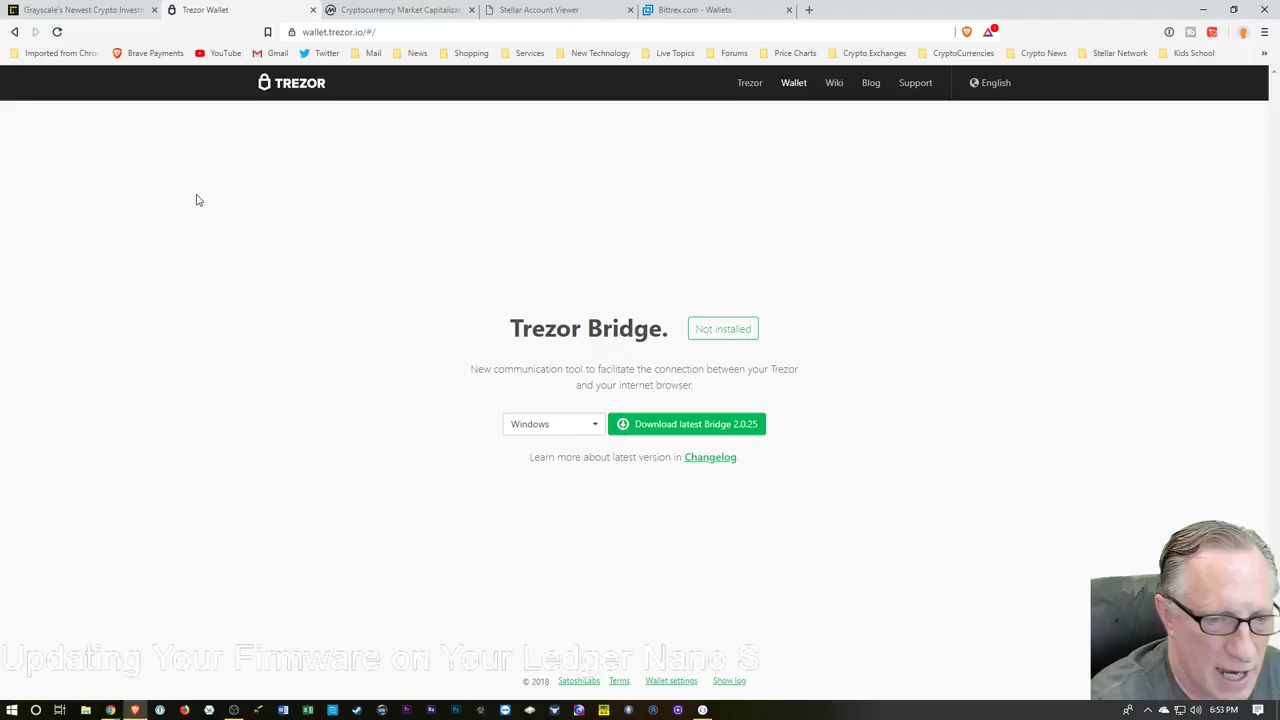 Grayscale's Newest Crypto Invest
Trezor Wallet
Cryptocurrency Market Capitaliza
Stellar Account Viewer
Bittrex.com - Wallets
wallet.trezor.io/#/
Imported from Chron
Brave Payments
YouTube
Gmail
Twitter
Mail
News
Shopping
Services
New Technology
Live Topics
Forums
Price Charts
Crypto Exchanges
CryptoCurrencies
Crypto News
Stellar Network
Kids School
TREZOR
Trezor
Wallet
Wiki
Blog
Support
English
Trezor Bridge.
Not installed
New communication tool to facilitate the connection between your Trezor
and your internet browser.
Windows
Download latest Bridge 2.0.25
Learn more about latest version in Changelog.
Updating Your Firmware on Your Ledger Nano S
© 2018 SatoshiLabs Terms Wallet settings Show log
6:53 PM